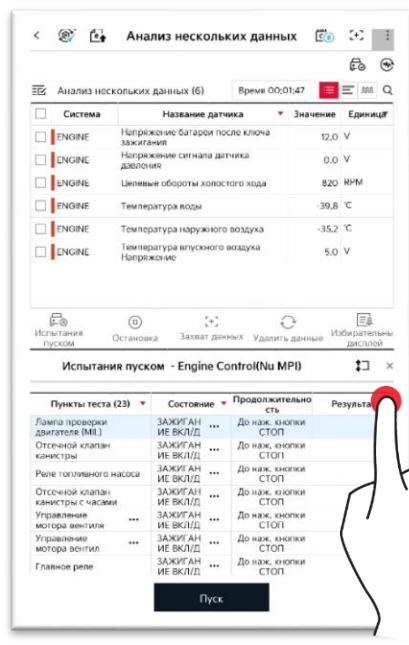 Анализ нескольких данных
Анализ нескольких данных (6) Время 00;01;47
Система Название датчика Значение Единица
ENGINE Напряжение батареи после ключа зажигания 12,0 V
ENGINE Напряжение сигнала датчика давления 0,0 V
ENGINE Целевые обороты холостого хода 820 RPM
ENGINE Температура воды -39,8 ˚C
ENGINE Температура наружного воздуха -35,2 ˚C
ENGINE Температура впускного воздуха Напряжение 5,0 V
Испытания пуском Остановка Захват данных Удалить данные Избирательны дисплей
Испытания пуском - Engine Control(Nu MPI)
Пункты теста (23) Состояние Продолжительно сть Результа
Лампа проверки двигателя (MIL) ЗАЖИГАН ИЕ ВКЛ/Д ... До наж. кнопки СТОП
Отсечной клапан канистры ЗАЖИГАН ИЕ ВКЛ/Д ... До наж. кнопки СТОП
Реле топливного насоса ЗАЖИГАН ИЕ ВКЛ/Д ... До наж. кнопки СТОП
Отсечной клапан канистры с часами ЗАЖИГАН ИЕ ВКЛ/Д ... До наж. кнопки СТОП
Управление мотора вентиля ... ЗАЖИГАН ИЕ ВКЛ/Д ... До наж. кнопки СТОП
Управление мотора вентил ... ЗАЖИГАН ИЕ ВКЛ/Д ... До наж. кнопки СТОП
Главное реле ЗАЖИГАН ИЕ ВКЛ/Д ... До наж. кнопки СТОП
Пуск